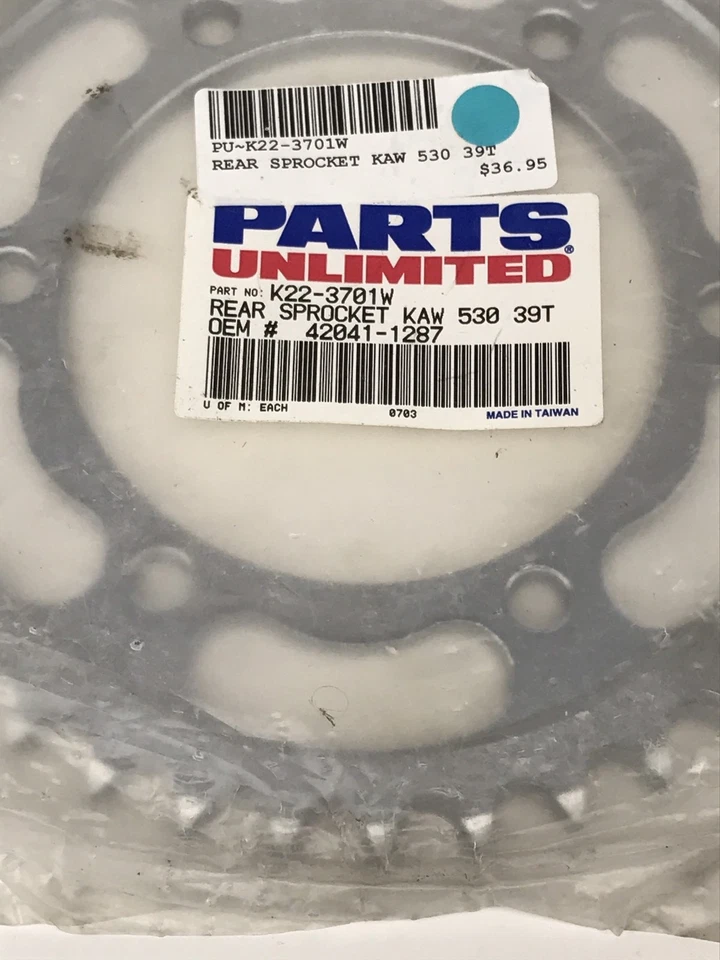 PU~K22-3701W
REAR SPROCKET KAW 530 39T
$36.95
PARTS
UNLIMITED®
PART NO: K22-3701W
REAR SPROCKET KAW 530 39T
OEM # 42041-1287
U OF M: EACH 0703 MADE IN TAIWAN